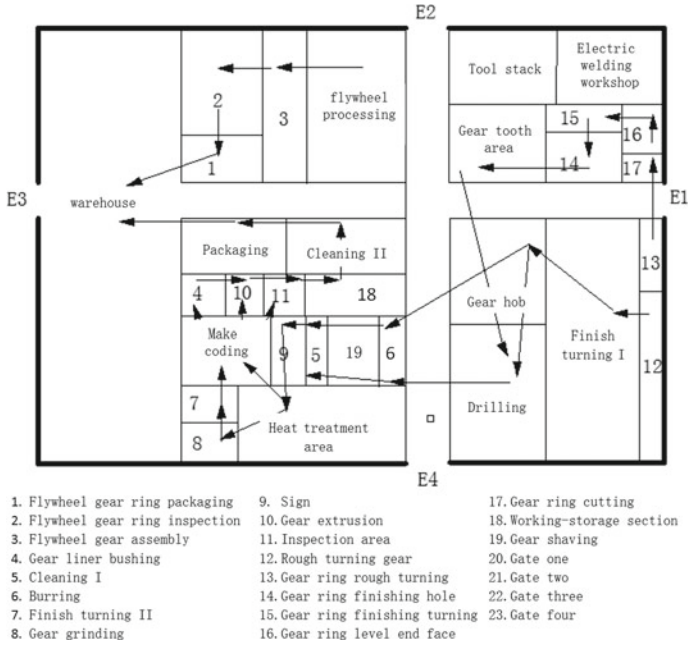 E2
Tool stack
Electric
welding
workshop
flywheel
processing
2
3
1
Gear tooth
area
15
16
14
17
E3
warehouse
E1
Packaging
Cleaning II
13
4
10
11
18
Gear hob
Make
coding
9
5
19
6
Finish
turning I
12
7
8
Heat treatment
area
Drilling
E4
1. Flywheel gear ring packaging
2. Flywheel gear ring inspection
3. Flywheel gear assembly
4. Gear liner bushing
5. Cleaning I
6. Burring
7. Finish turning II
8. Gear grinding
9. Sign
10. Gear extrusion
11. Inspection area
12. Rough turning gear
13. Gear ring rough turning
14. Gear ring finishing hole
15. Gear ring finishing turning
16. Gear ring level end face
17. Gear ring cutting
18. Working-storage section
19. Gear shaving
20. Gate one
21. Gate two
22. Gate three
23. Gate four